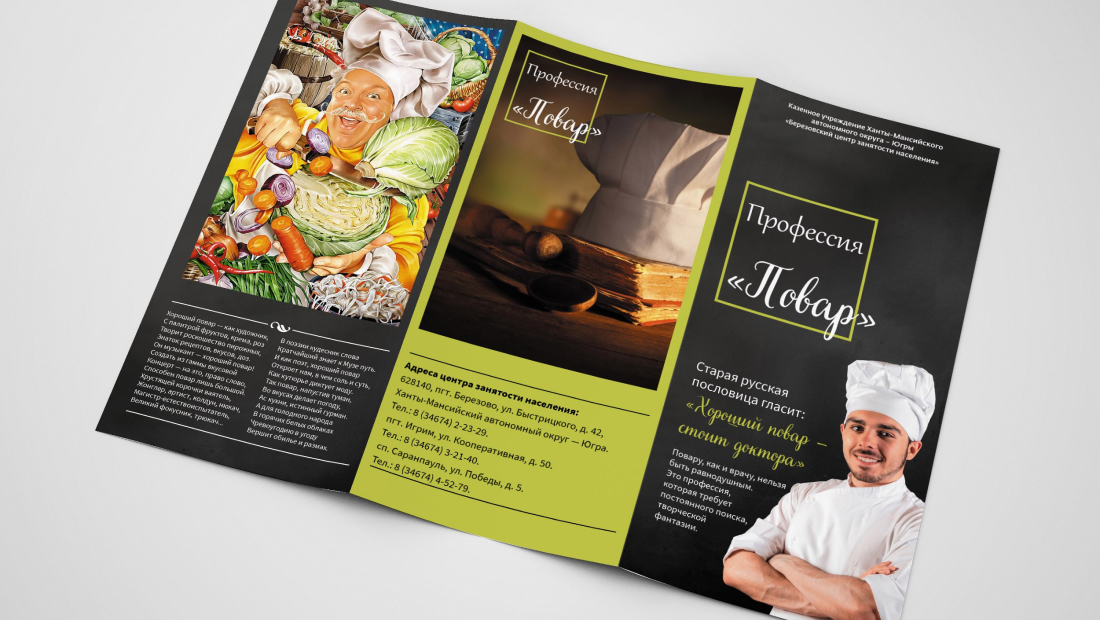 Хороший повар — как художник,
С палитрой фруктов, крема, роз
Творит роскошество пирожных,
Знаток рецептов, вкусов, доз.
Он музыкант — хороший повар!
Создать из гаммы вкусовой
Концерт — на это, право слово,
Способен повар лишь большой.
Хрустящей корочки ваятель,
Жонглер, артист, колдун, нюхач,
Магистр-естествоиспытатель,
Великий фокусник, трюкач...
В поэзии кудесник слова
Кратчайший знает к Музе путь.
И как поэт, хороший повар
Откроет нам, в чем соль и суть,
Как кутюрье диктует моду.
Так повар, напустив туман,
Во вкусах делает погоду,
Ас кухни, истинный гурман.
А для голодного народа
В горячих белых облаках
Чревоугодию в угоду
Вершит обилье и размах.
Профессия
«Повар»
Адреса центра занятости населения:
628140, пгт. Березово, ул. Быстрицкого, д. 42,
Ханты-Мансийский автономный округ — Югра.
Тел.: 8 (34674) 2-23-29.
пгт. Игрим, ул. Кооперативная, д. 50.
Тел.: 8 (34674) 3-21-40.
сп. Саранпауль, ул. Победы, д. 5.
Тел.: 8 (34674) 4-52-79.
Казенное учреждение Ханты-Мансийского
автономного округа – Югры
«Березовский центр занятости населения»
Профессия
«Повар»
Старая русская
пословица гласит:
«Хороший повар –
стоит доктора»
Повару, как и врачу, нельзя
быть равнодушным.
Это профессия,
которая требует
постоянного поиска,
творческой
фантазии.